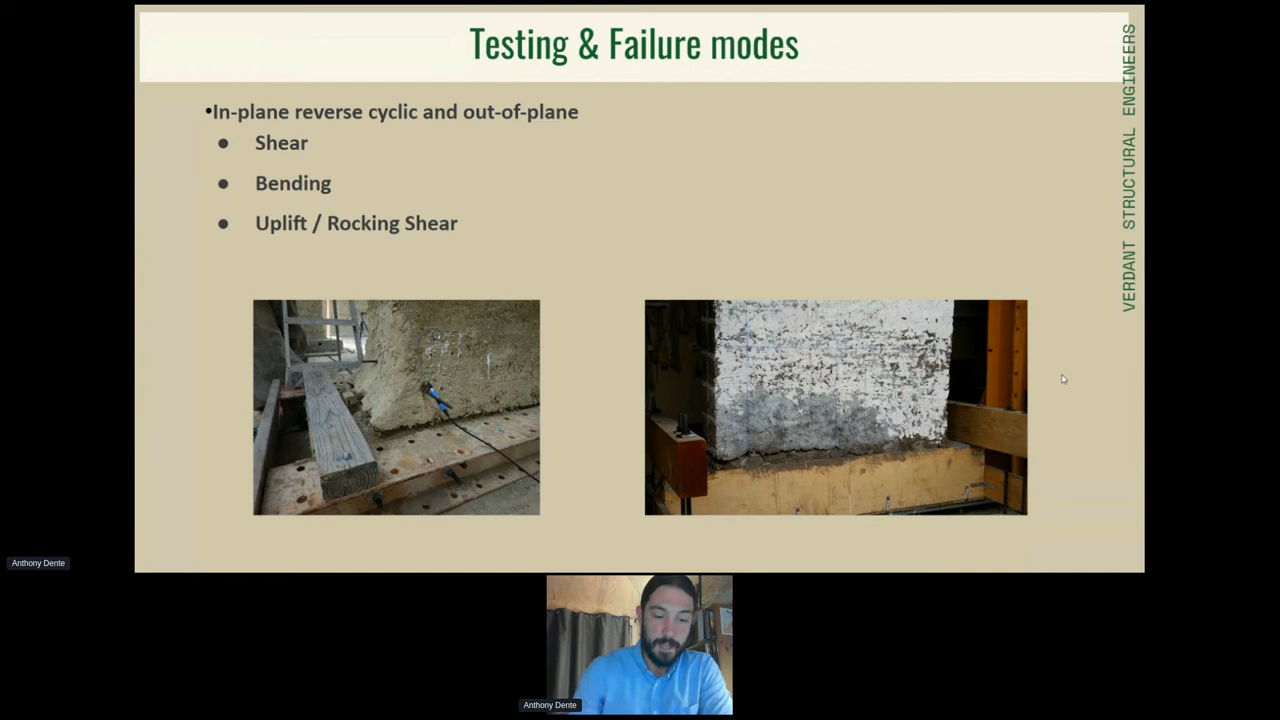 Testing & Failure modes
VERDANT STRUCTURAL ENGINEERS
•In-plane reverse cyclic and out-of-plane
● Shear
● Bending
● Uplift / Rocking Shear
Anthony Dente
Anthony Dente